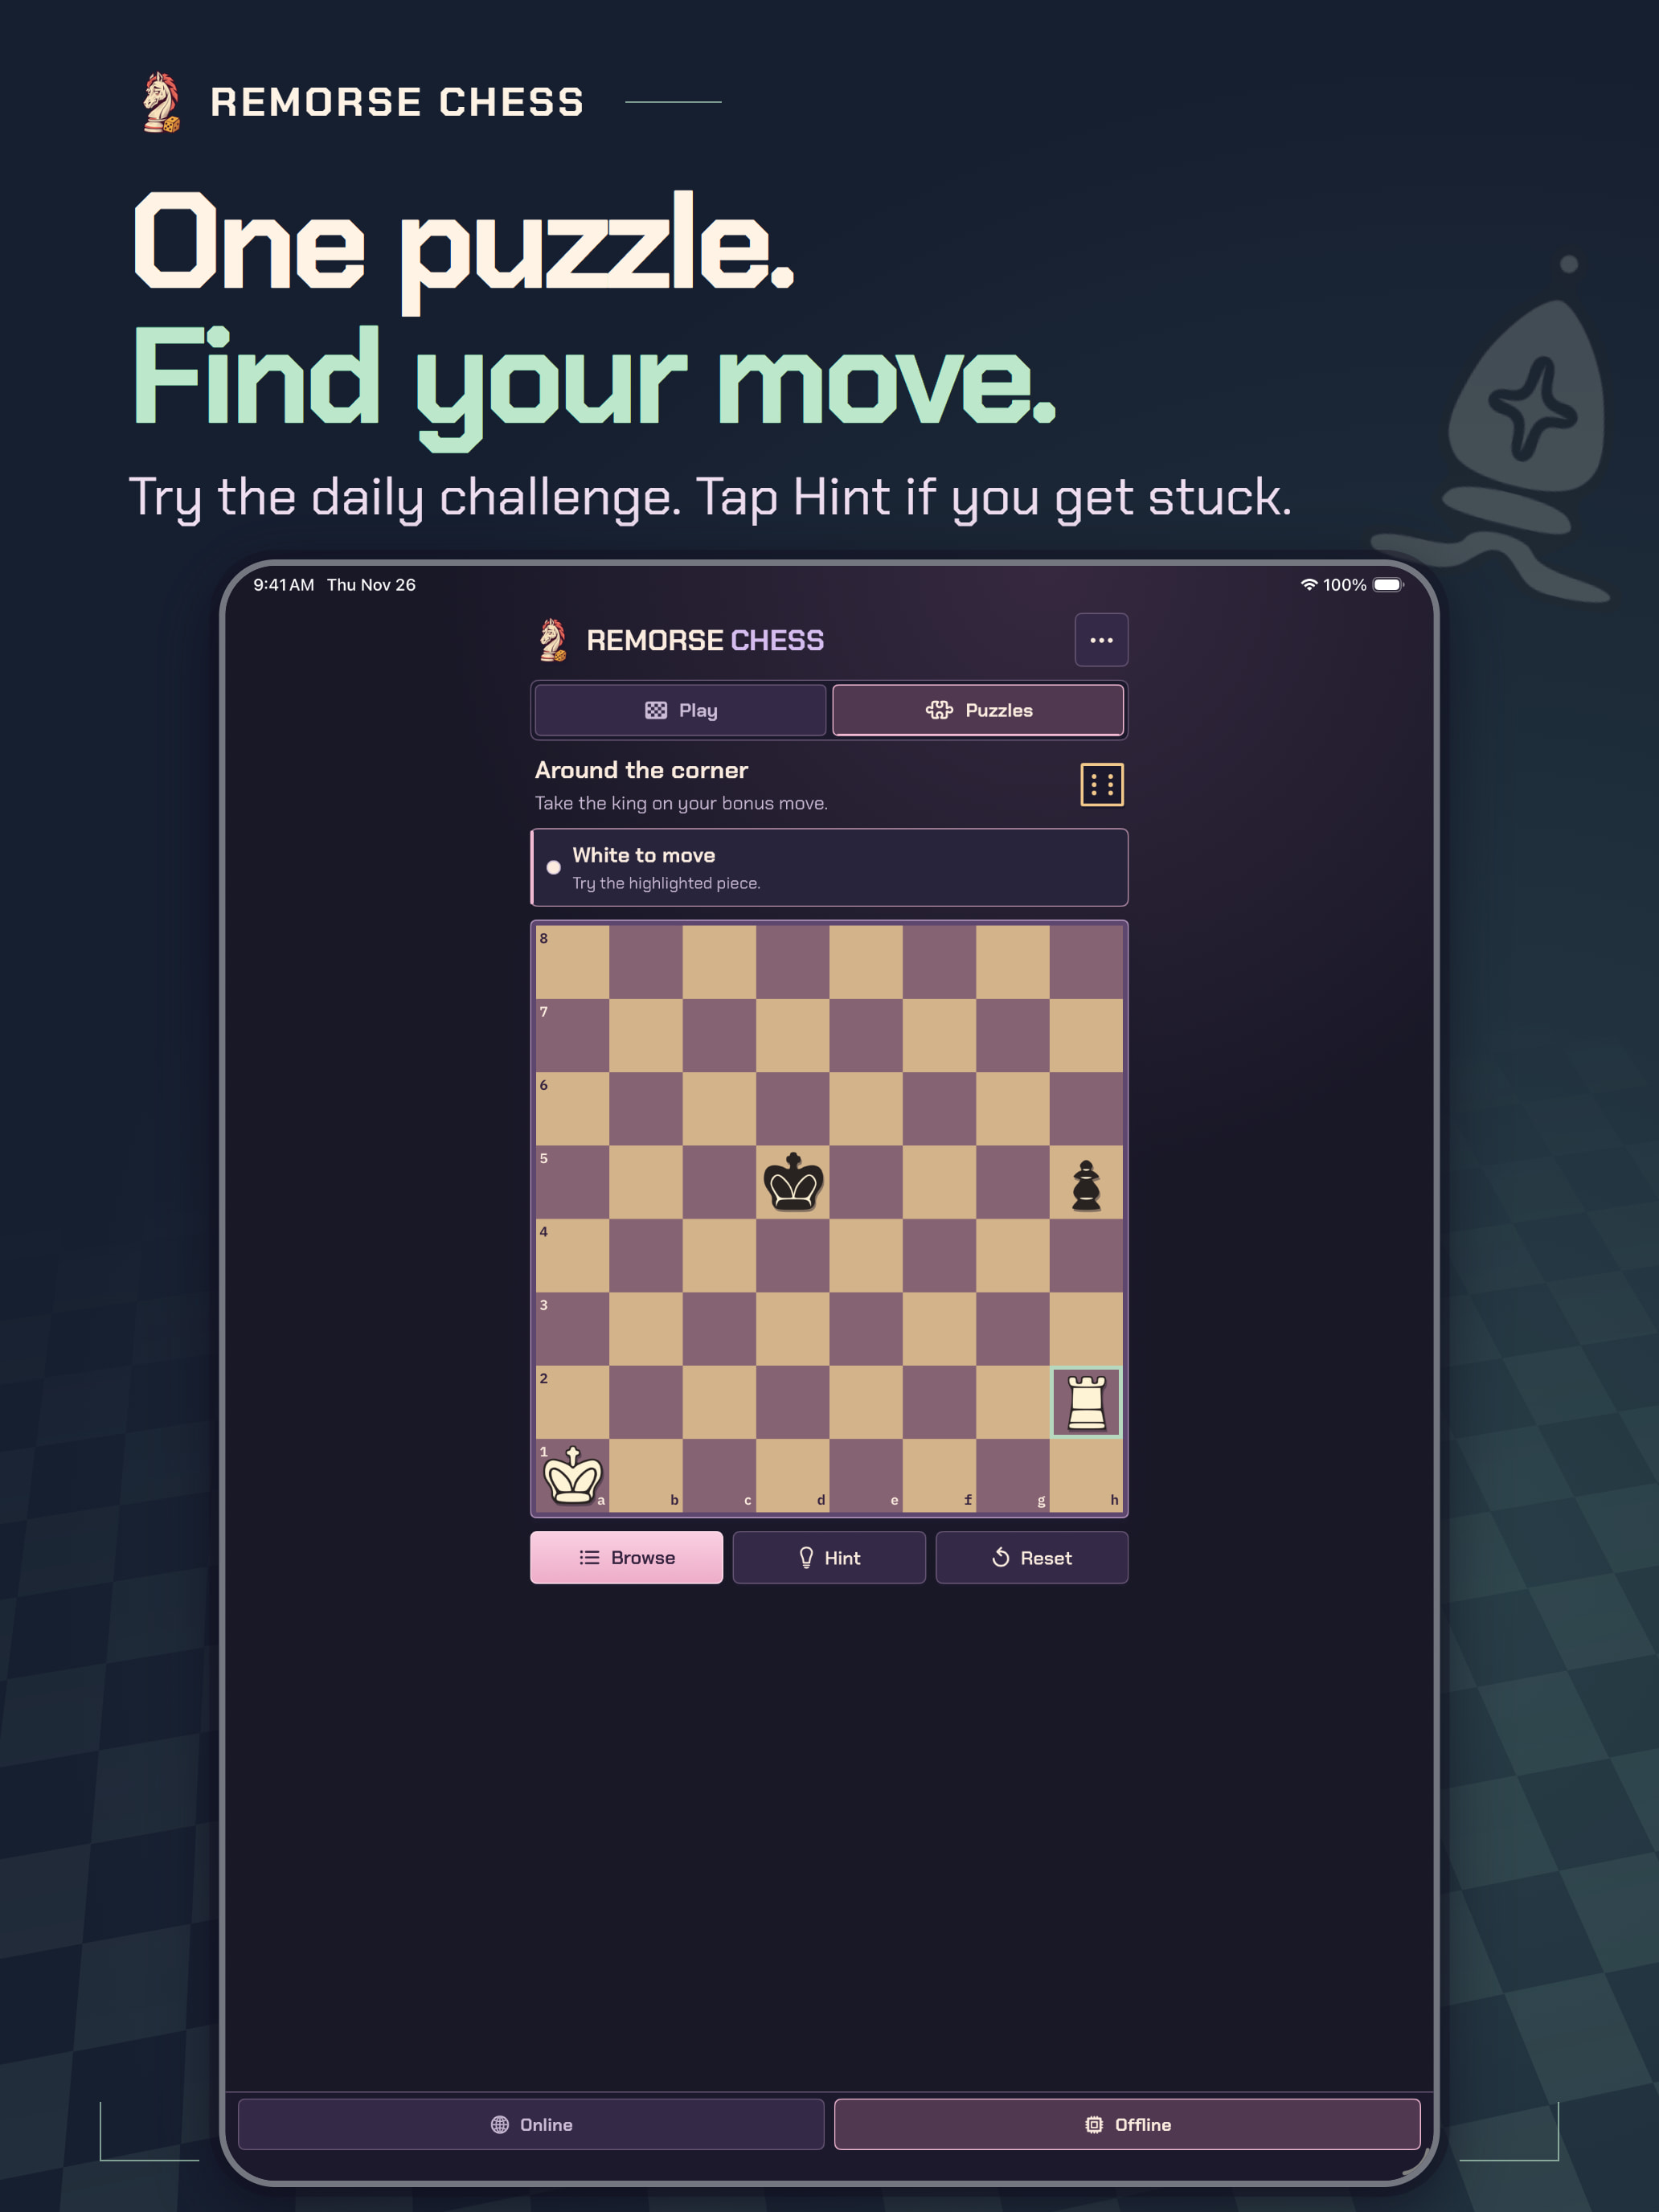 REMORSE CHESS
One puzzle.
Find your move.
Try the daily challenge. Tap Hint if you get stuck.
9:41 AM Thu Nov 26
100%
REMORSE CHESS
Play
Puzzles
Around the corner
Take the king on your bonus move.
White to move
Try the highlighted piece.
8
7
6
5
4
3
2
1
a b c d e f g h
Browse
Hint
Reset
Online
Offline